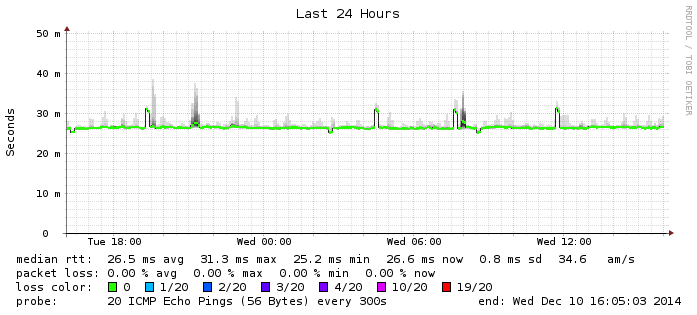 Last 24 Hours
RRDTOOL / TOBI OETIKER
Seconds
50 m
40 m
30 m
20 m
10 m
0
Tue 18:00 Wed 00:00 Wed 06:00 Wed 12:00
median rtt: 26.5 ms avg 31.3 ms max 25.2 ms min 26.6 ms now 0.8 ms sd 34.6 am/s
packet loss: 0.00 % avg 0.00 % max 0.00 % min 0.00 % now
loss color: 0 1/20 2/20 3/20 4/20 10/20 19/20
probe: 20 ICMP Echo Pings (56 Bytes) every 300s end: Wed Dec 10 16:05:03 2014